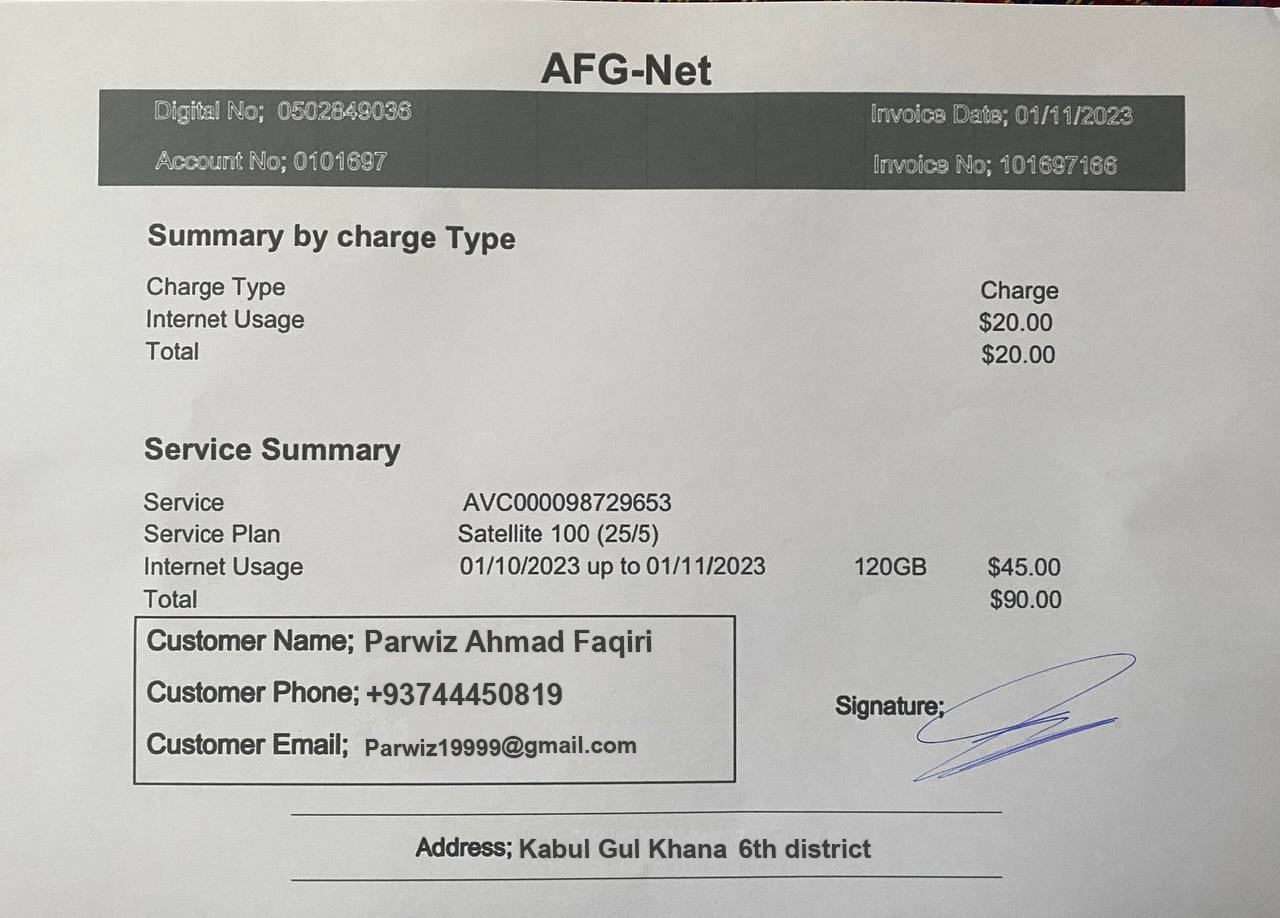 AFG-Net
Digital No; 0502849036
Invoice Date; 01/11/2023
Account No; 0101697
Invoice No; 101697166
Summary by charge Type
Charge Type Charge
Internet Usage $20.00
Total $20.00
Service Summary
Service AVC000098729653
Service Plan Satellite 100 (25/5)
Internet Usage 01/10/2023 up to 01/11/2023 120GB $45.00
Total $90.00
Customer Name; Parwiz Ahmad Faqiri
Customer Phone; +93744450819
Customer Email; Parwiz19999@gmail.com
Signature;
Address; Kabul Gul Khana 6th district